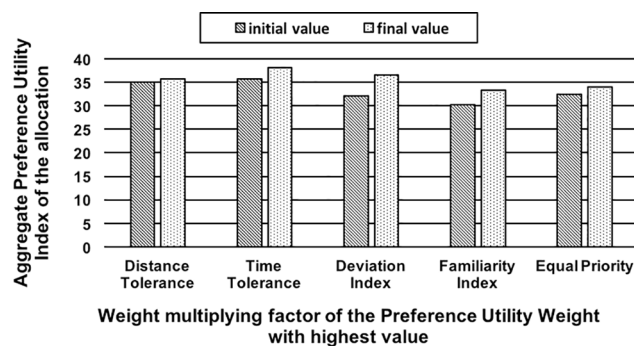 initial value final value
Aggregate Preference Utility
Index of the allocation
40
35
30
25
20
15
10
5
0
Distance
Tolerance
Time
Tolerance
Deviation
Index
Familiarity
Index
Equal Priority
Weight multiplying factor of the Preference Utility Weight
with highest value